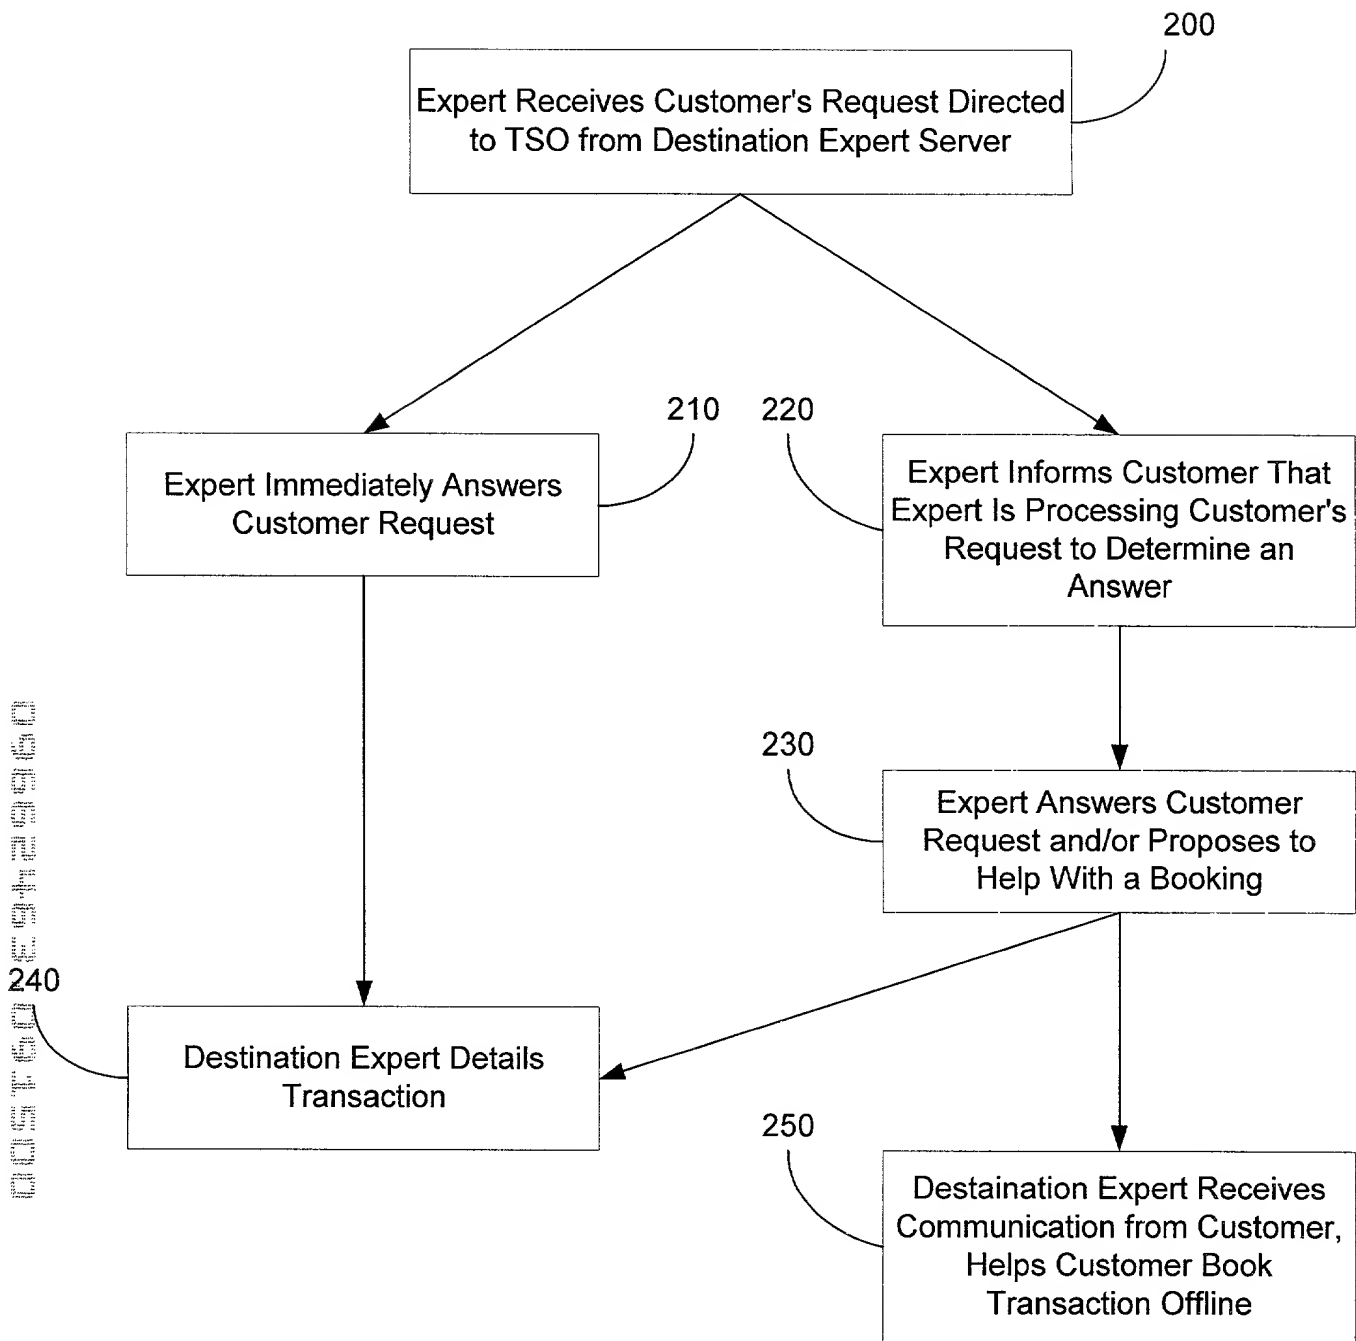 200
Expert Receives Customer's Request Directed
to TSO from Destination Expert Server
210
220
Expert Immediately Answers
Customer Request
Expert Informs Customer That
Expert Is Processing Customer's
Request to Determine an
Answer
230
Expert Answers Customer
Request and/or Proposes to
Help With a Booking
240
Destination Expert Details
Transaction
250
Destaination Expert Receives
Communication from Customer,
Helps Customer Book
Transaction Offline